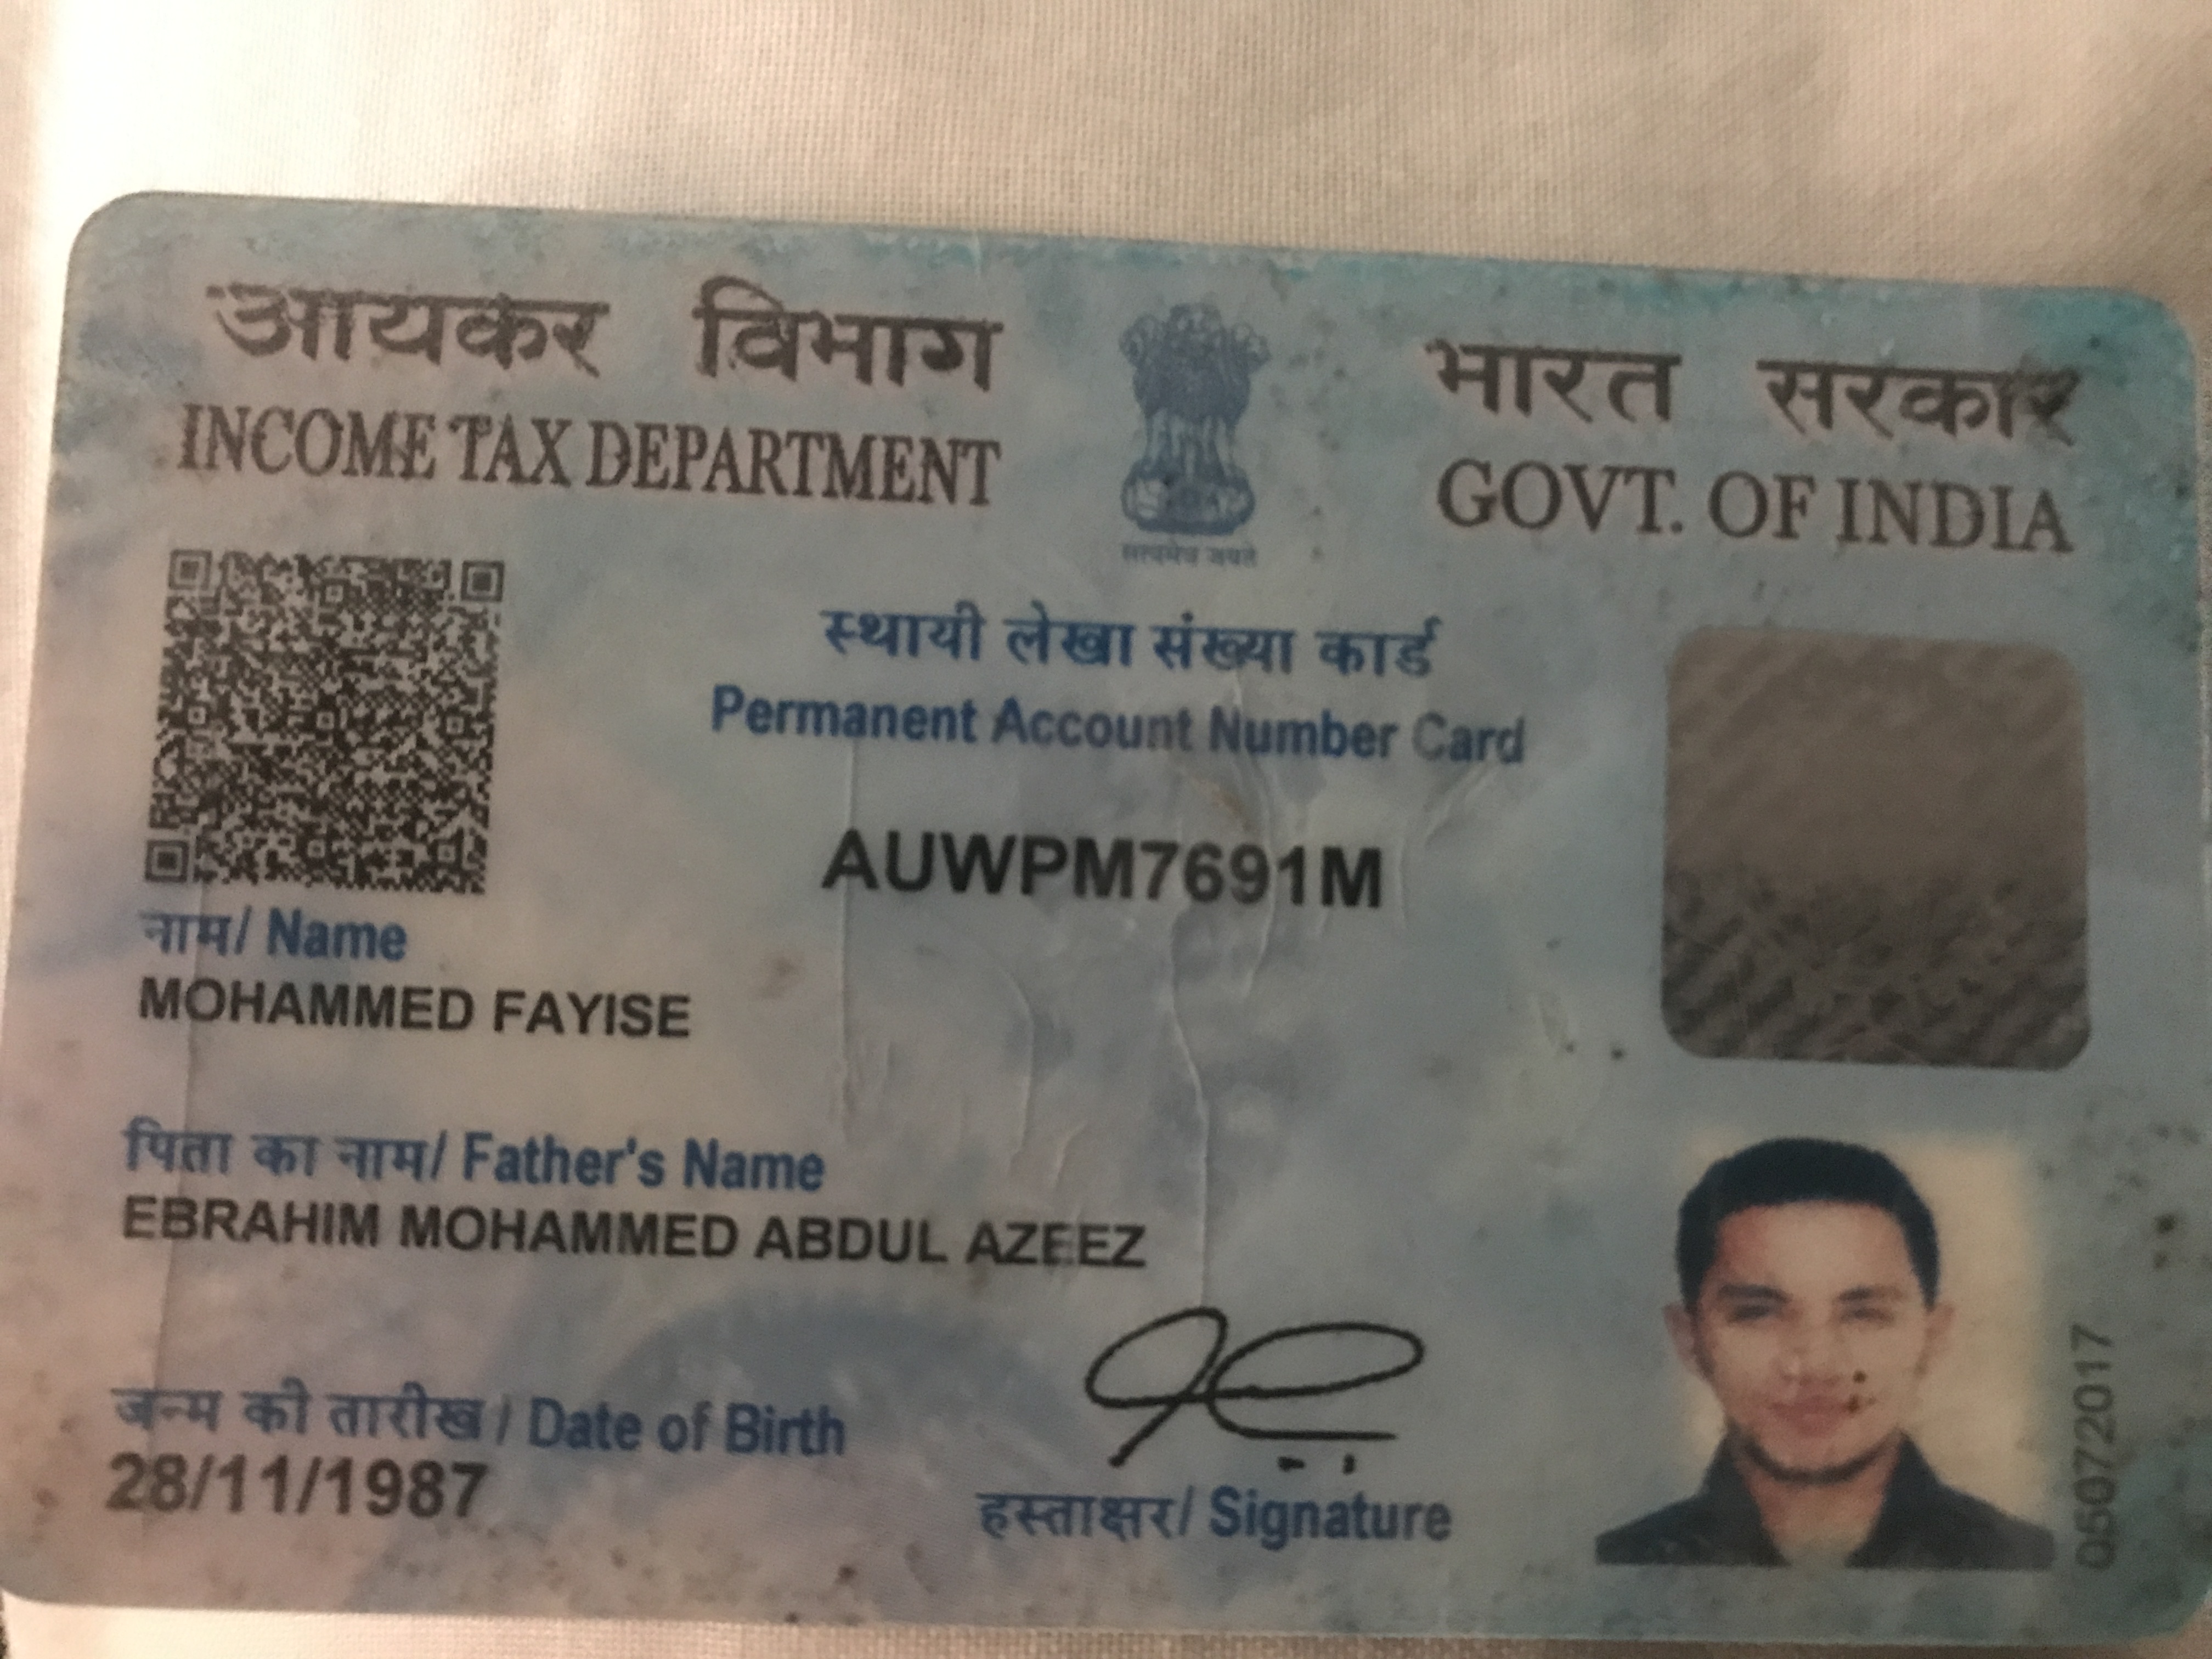 आयकर विभाग
INCOME TAX DEPARTMENT
भारत सरकार
GOVT. OF INDIA
सत्यमेव जयते
स्थायी लेखा संख्या कार्ड
Permanent Account Number Card
AUWPM7691M
नाम/ Name
MOHAMMED FAYISE
पिता का नाम/ Father's Name
EBRAHIM MOHAMMED ABDUL AZEEZ
जन्म की तारीख / Date of Birth
28/11/1987
हस्ताक्षर/ Signature
05072017